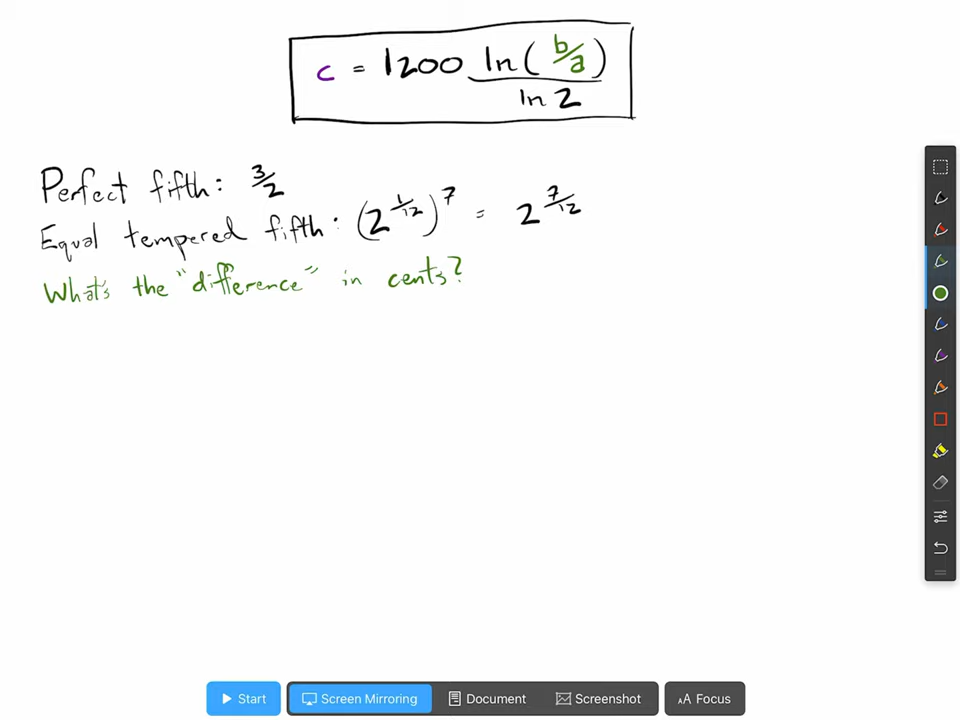 c = 1200 ln(b/a) / ln 2
Perfect fifth: 3/2
Equal tempered fifth: (2^1/12)^7 = 2^7/12
What's the "difference" in cents?
Start Screen Mirroring Document Screenshot AA Focus